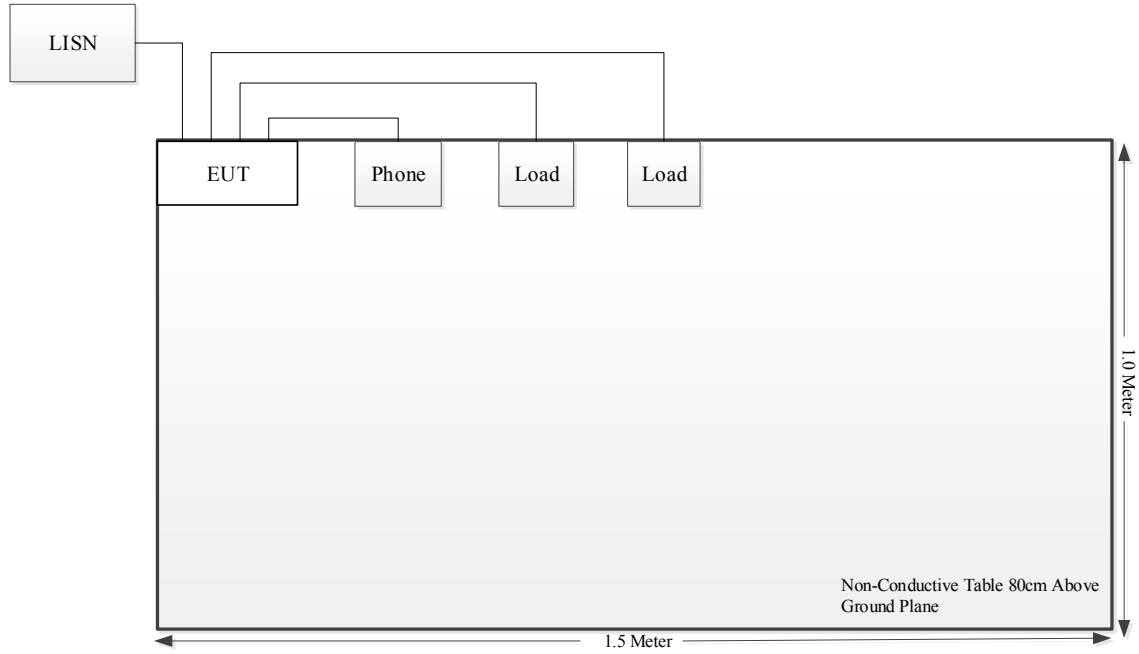 LISN
EUT
Phone
Load
Load
1.0 Meter
Non-Conductive Table 80cm Above
Ground Plane
1.5 Meter